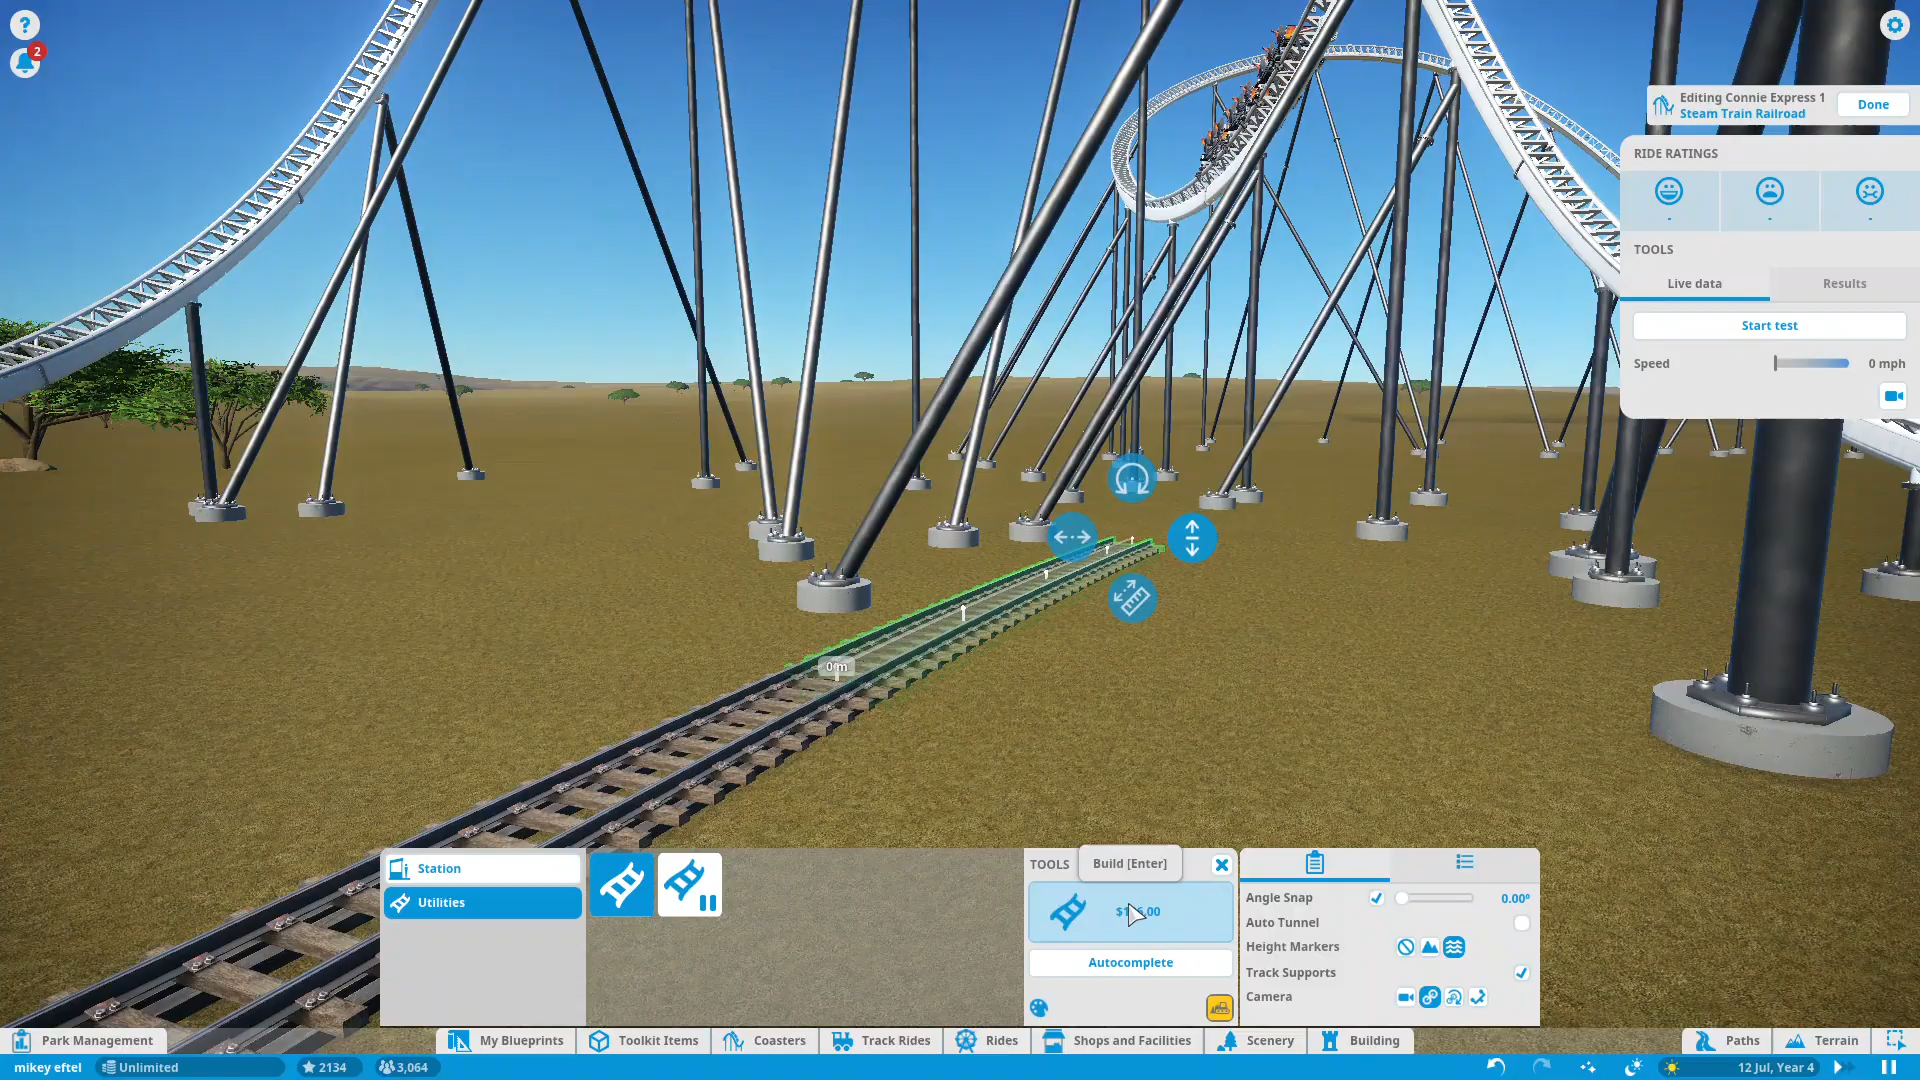 ?
2
Editing Connie Express 1
Steam Train Railroad
Done
RIDE RATINGS
-
-
-
TOOLS
Live data
Results
Start test
Speed
0 mph
0 m
Station
Utilities
TOOLS
Build [Enter]
Autocomplete
Angle Snap
0.00°
Auto Tunnel
Height Markers
Track Supports
Camera
Park Management
My Blueprints
Toolkit Items
Coasters
Track Rides
Rides
Shops and Facilities
Scenery
Building
Paths
Terrain
mikey eftel
Unlimited
2134
3,064
12 Jul, Year 4